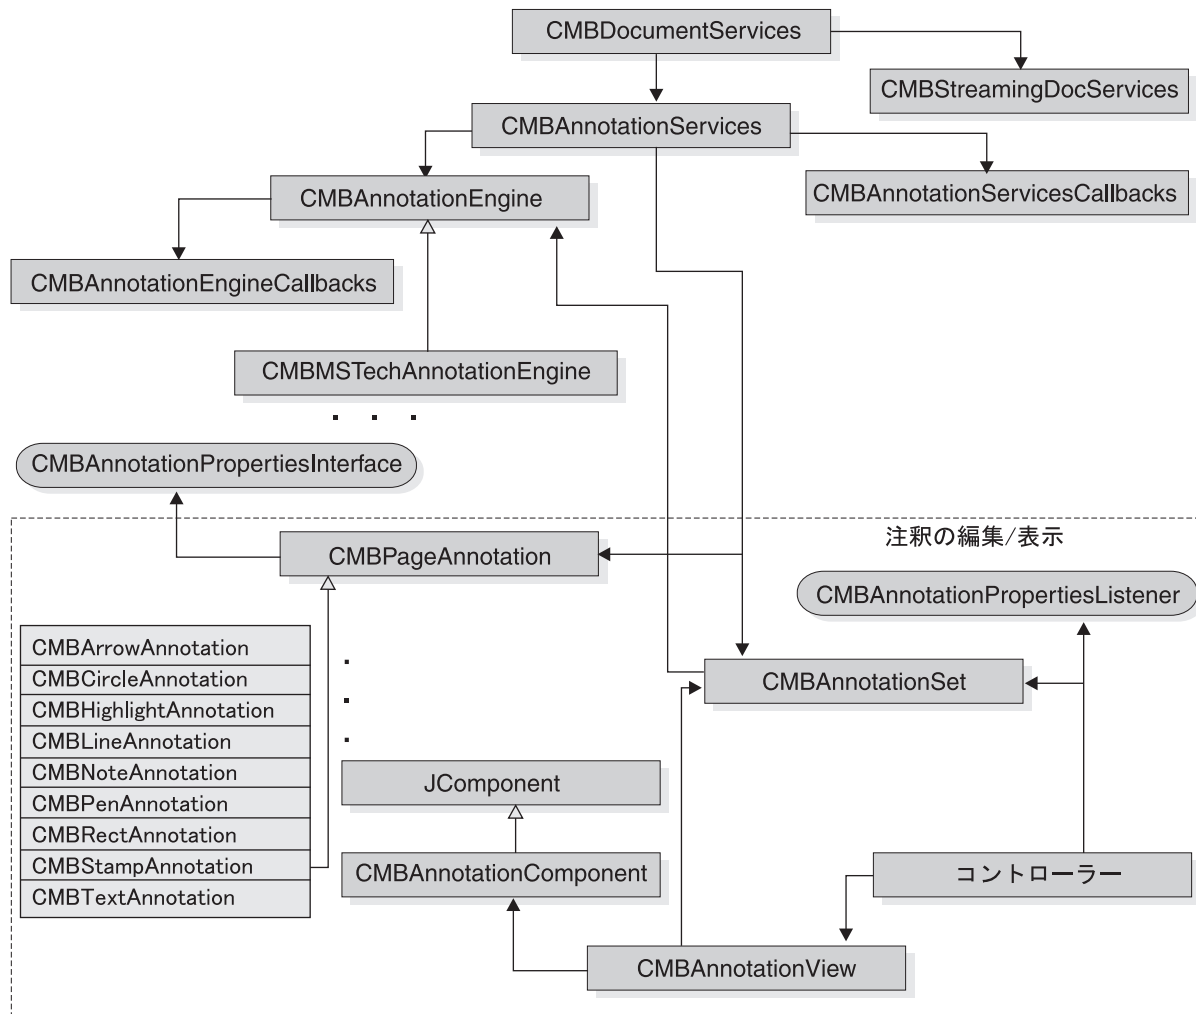 CMBDocumentServices
CMBStreamingDocServices
CMBAnnotationServices
CMBAnnotationEngine
CMBAnnotationServicesCallbacks
CMBAnnotationEngineCallbacks
CMBMSTechAnnotationEngine
. . .
CMBAnnotationPropertiesInterface
注釈の編集/表示
CMBPageAnnotation
CMBAnnotationPropertiesListener
CMBArrowAnnotation
CMBCircleAnnotation
CMBHighlightAnnotation
CMBLineAnnotation
CMBNoteAnnotation
CMBPenAnnotation
CMBRectAnnotation
CMBStampAnnotation
CMBTextAnnotation
CMBAnnotationSet
JComponent
CMBAnnotationComponent
コントローラー
CMBAnnotationView